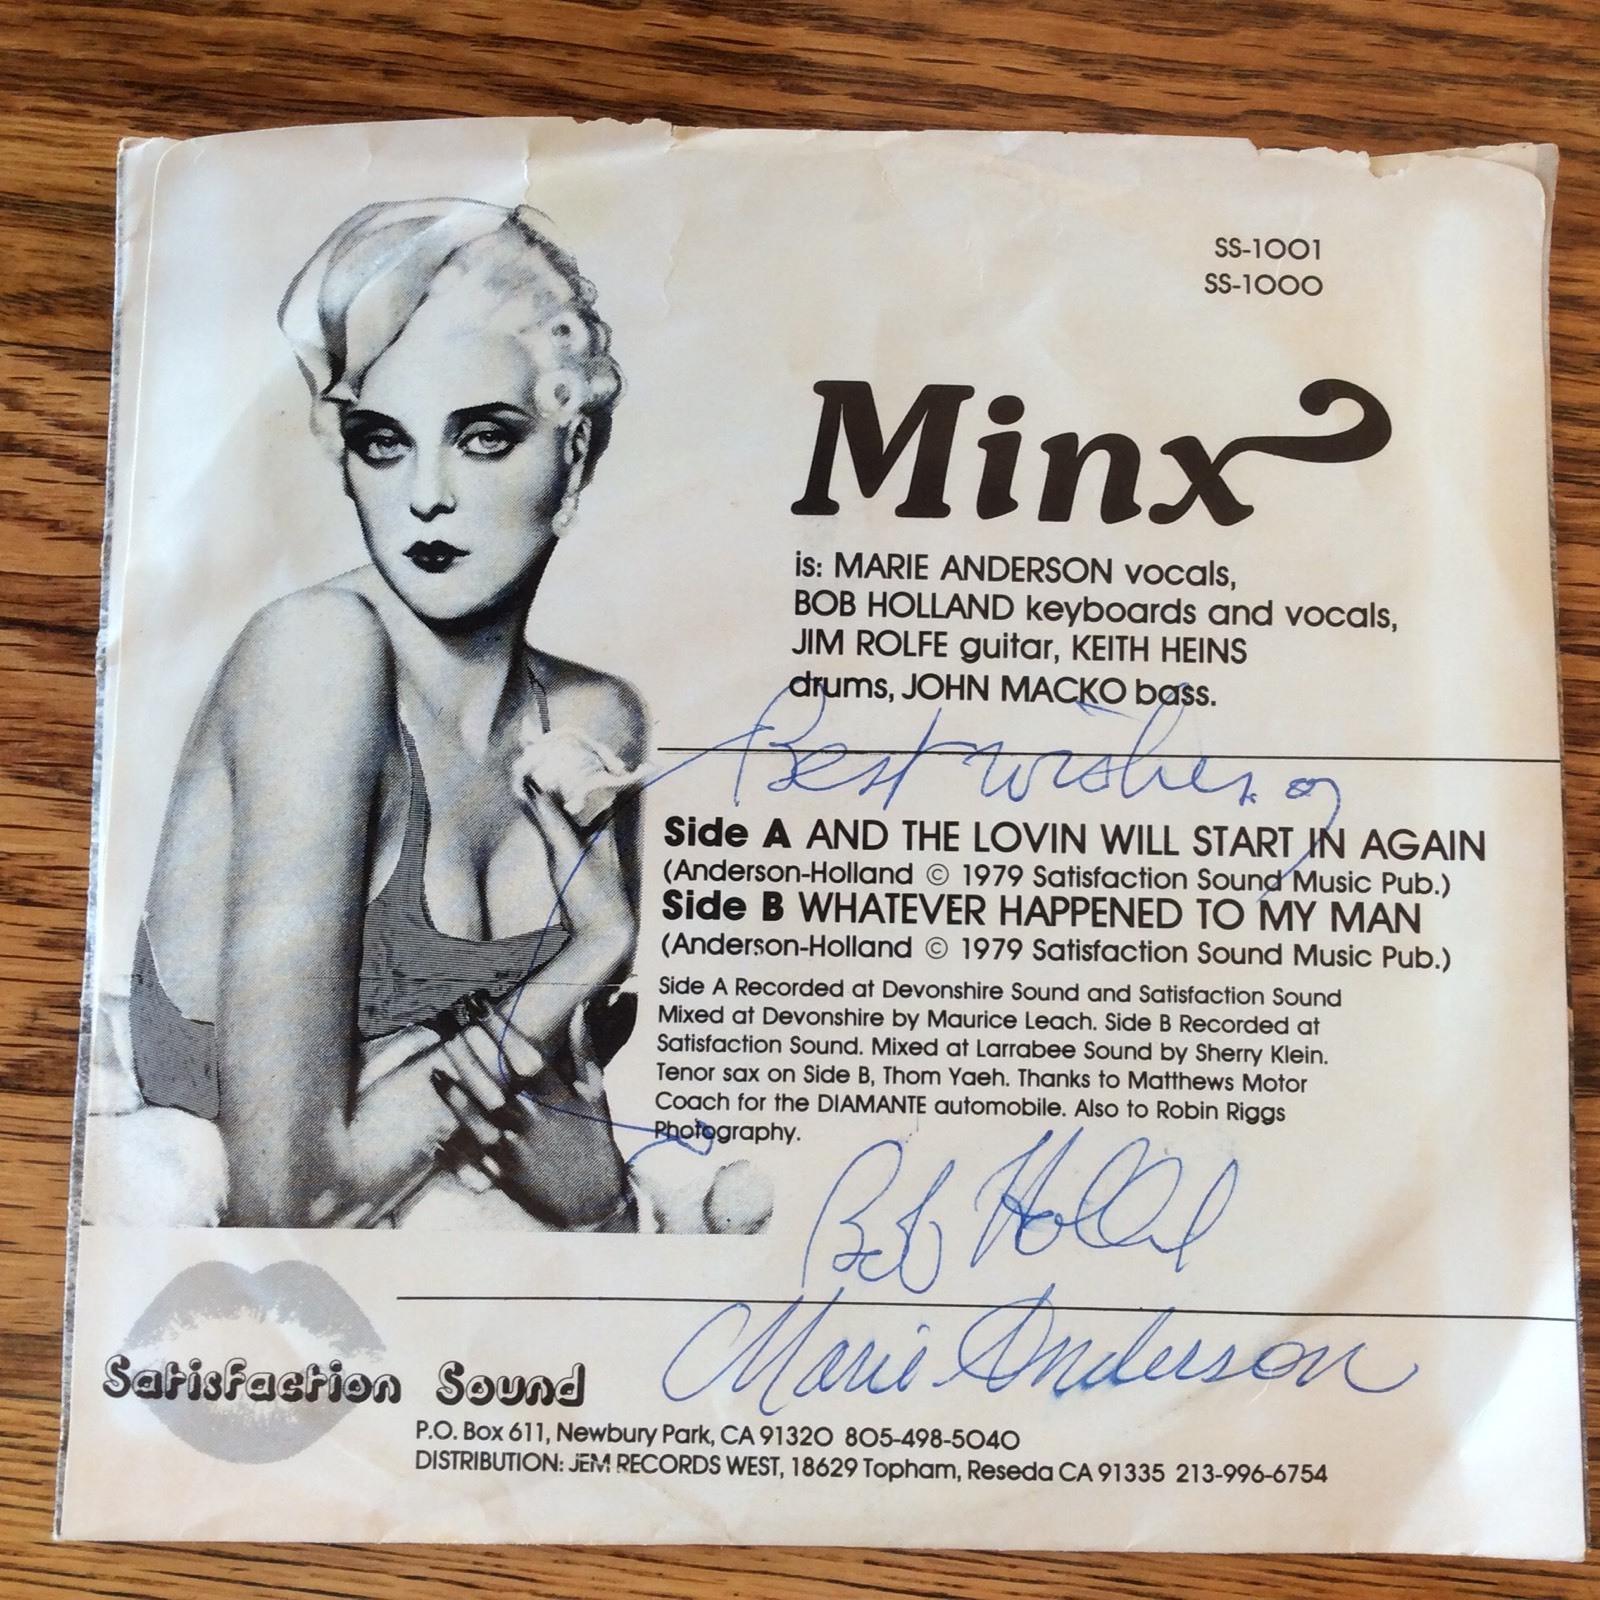 SS-1001
SS-1000
Minx
is: MARIE ANDERSON vocals,
BOB HOLLAND keyboards and vocals,
JIM ROLFE guitar, KEITH HEINS
drums, JOHN MACKO bass.
Best wishes
Side A AND THE LOVIN WILL START IN AGAIN
(Anderson-Holland © 1979 Satisfaction Sound Music Pub.)
Side B WHATEVER HAPPENED TO MY MAN
(Anderson-Holland © 1979 Satisfaction Sound Music Pub.)
Side A Recorded at Devonshire Sound and Satisfaction Sound
Mixed at Devonshire by Maurice Leach. Side B Recorded at
Satisfaction Sound. Mixed at Larrabee Sound by Sherry Klein.
Tenor sax on Side B, Thom Yaeh. Thanks to Matthews Motor
Coach for the DIAMANTE automobile. Also to Robin Riggs
Photography.
Bob Holland
Marie Anderson
Satisfaction Sound
P.O. Box 611, Newbury Park, CA 91320 805-498-5040
DISTRIBUTION: JEM RECORDS WEST, 18629 Topham, Reseda CA 91335 213-996-6754